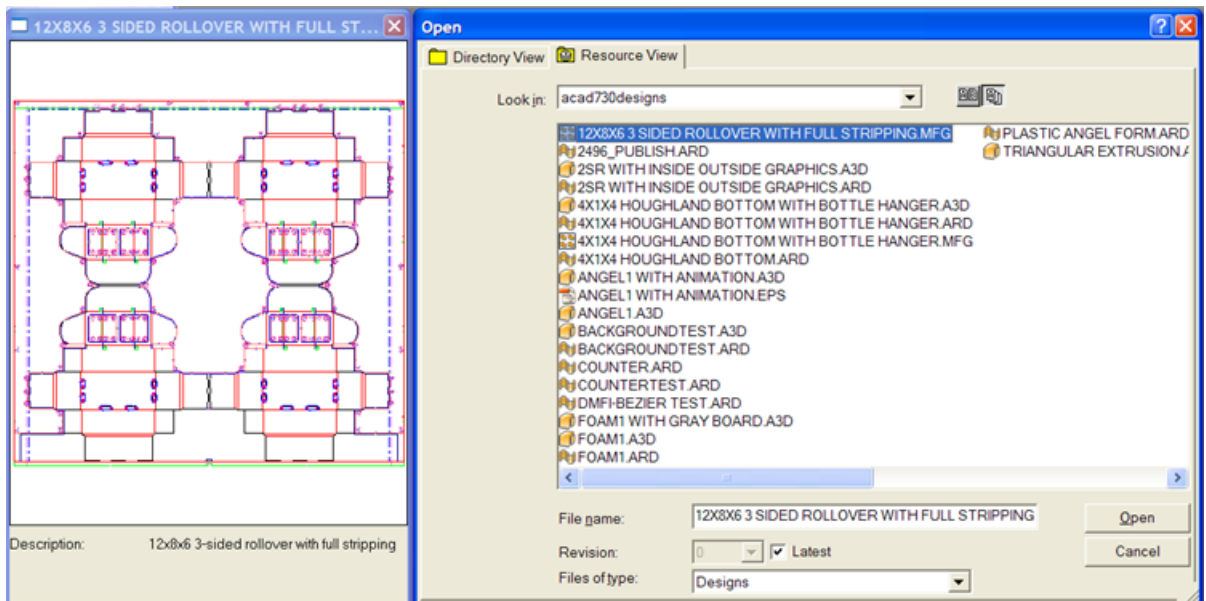 12X8X6 3 SIDED ROLLOVER WITH FULL ST...
Description: 12x8x6 3-sided rollover with full stripping
Open
Directory View Resource View
Look in: acad730designs
12X8X6 3 SIDED ROLLOVER WITH FULL STRIPPING.MFG
2496_PUBLISH.ARD
2SR WITH INSIDE OUTSIDE GRAPHICS.A3D
2SR WITH INSIDE OUTSIDE GRAPHICS.ARD
4X1X4 HOUGHLAND BOTTOM WITH BOTTLE HANGER.A3D
4X1X4 HOUGHLAND BOTTOM WITH BOTTLE HANGER.ARD
4X1X4 HOUGHLAND BOTTOM WITH BOTTLE HANGER.MFG
4X1X4 HOUGHLAND BOTTOM.ARD
ANGEL1 WITH ANIMATION.A3D
ANGEL1 WITH ANIMATION.EPS
ANGEL1.A3D
BACKGROUNDTEST.A3D
BACKGROUNDTEST.ARD
COUNTER.ARD
COUNTERTEST.ARD
DMFI-BEZIER TEST.ARD
FOAM1 WITH GRAY BOARD.A3D
FOAM1.A3D
FOAM1.ARD
PLASTIC ANGEL FORM.ARD
TRIANGULAR EXTRUSION.A
File name: 12X8X6 3 SIDED ROLLOVER WITH FULL STRIPPING
Open
Revision: 0 Latest
Cancel
Files of type: Designs